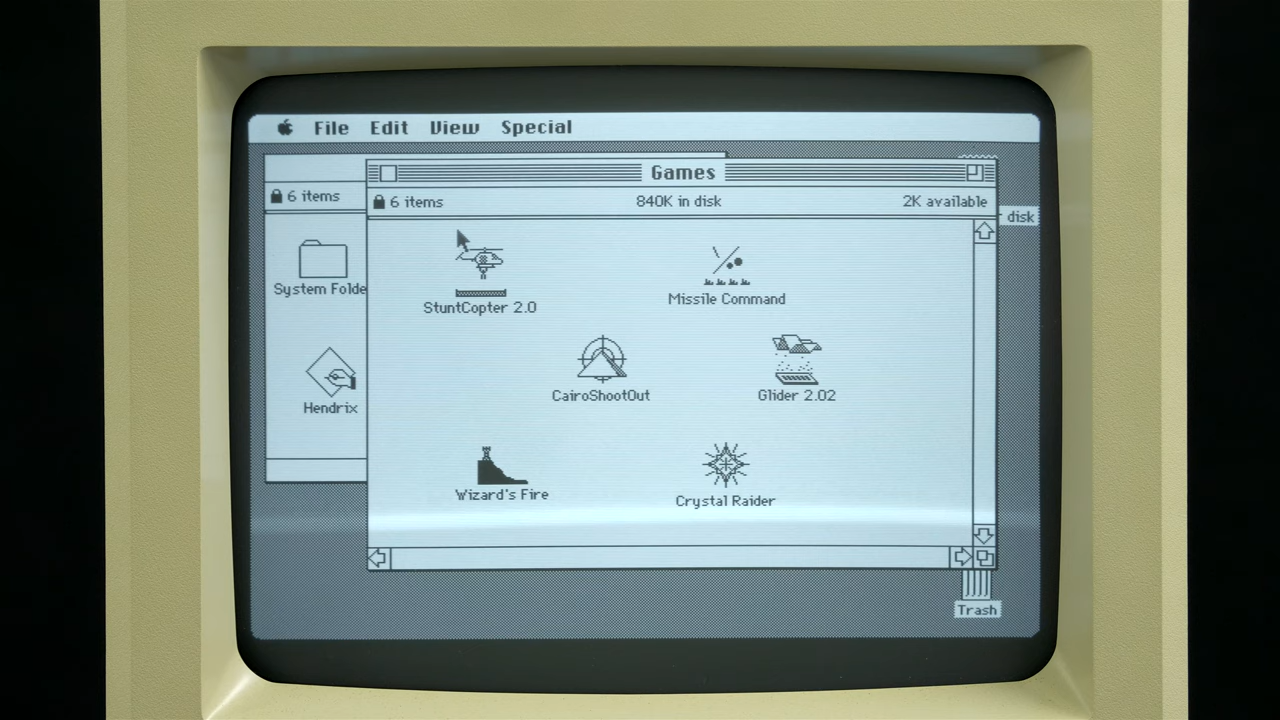 File Edit View Special
Games
6 items
6 items 840K in disk 2K available
disk
System Folde
StuntCopter 2.0
Missile Command
CairoShootOut
Glider 2.02
Hendrix
Wizard's Fire
Crystal Raider
Trash